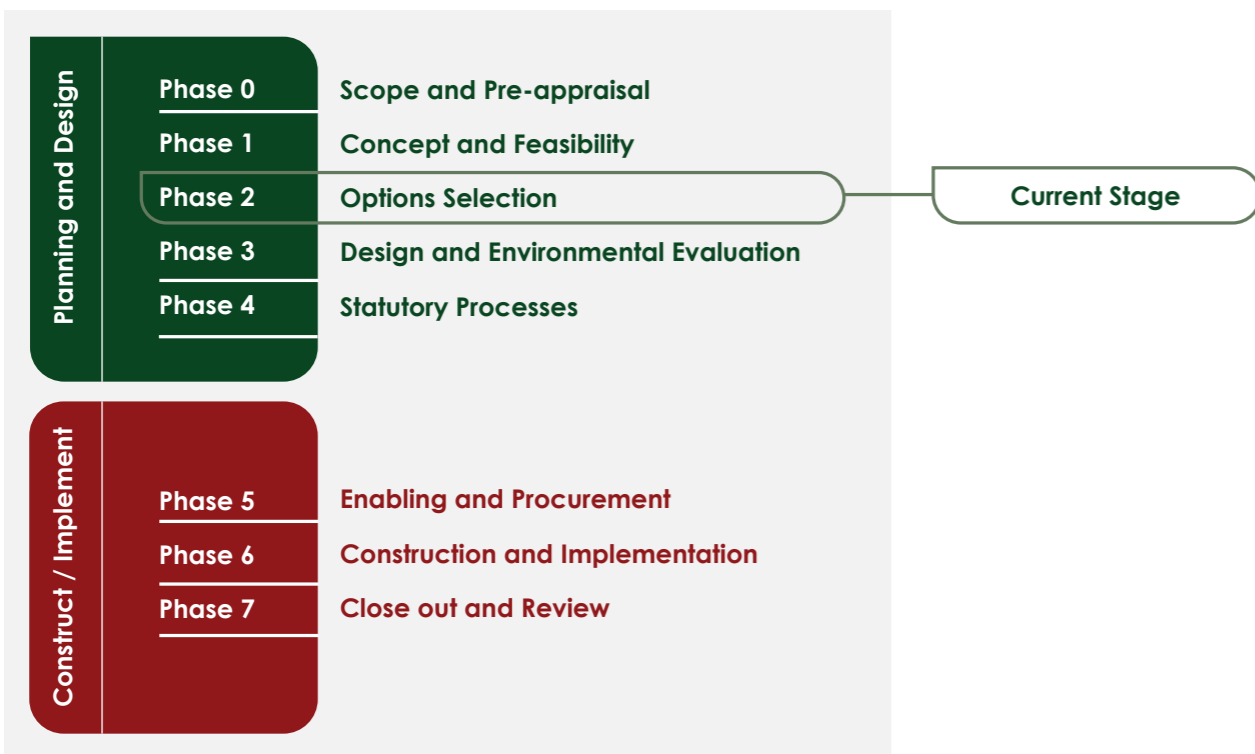 Planning and Design
Phase 0 Scope and Pre-appraisal
Phase 1 Concept and Feasibility
Phase 2 Options Selection Current Stage
Phase 3 Design and Environmental Evaluation
Phase 4 Statutory Processes
Construct / Implement
Phase 5 Enabling and Procurement
Phase 6 Construction and Implementation
Phase 7 Close out and Review